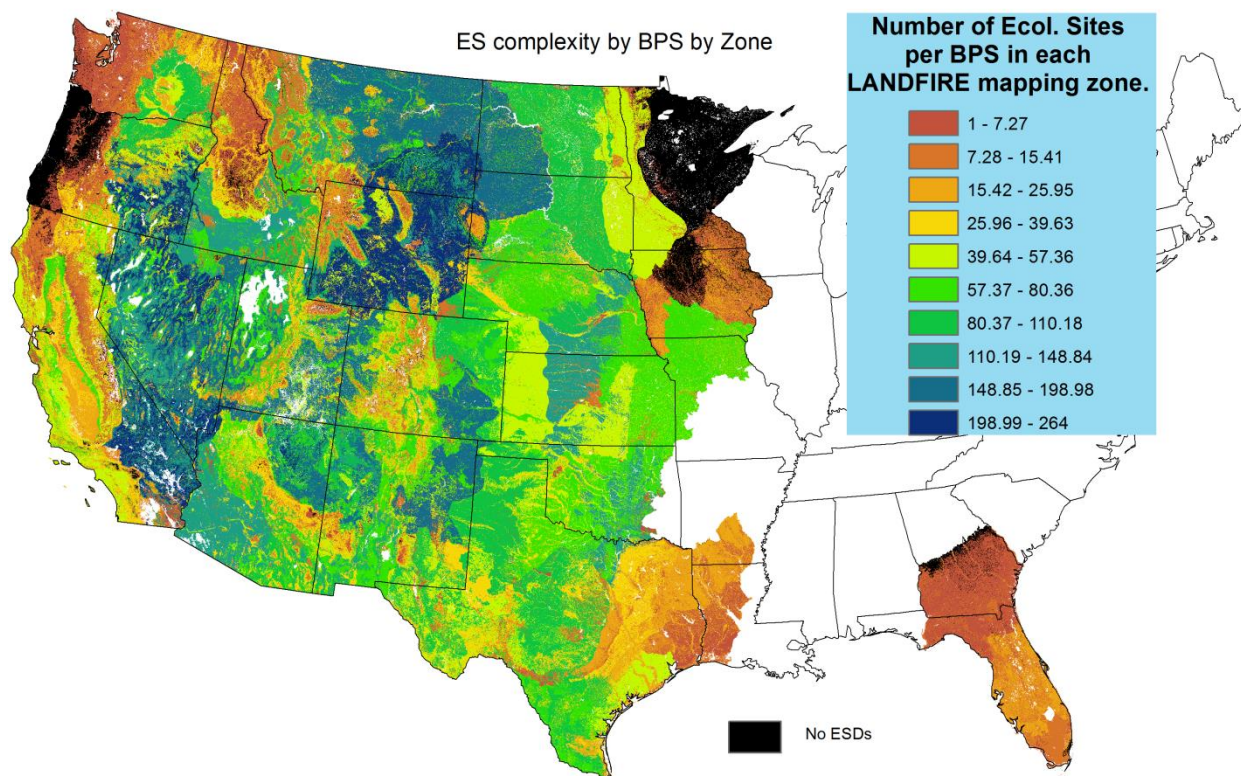 ES complexity by BPS by Zone
Number of Ecol. Sites
per BPS in each
LANDFIRE mapping zone.
1 - 7.27
7.28 - 15.41
15.42 - 25.95
25.96 - 39.63
39.64 - 57.36
57.37 - 80.36
80.37 - 110.18
110.19 - 148.84
148.85 - 198.98
198.99 - 264
No ESDs